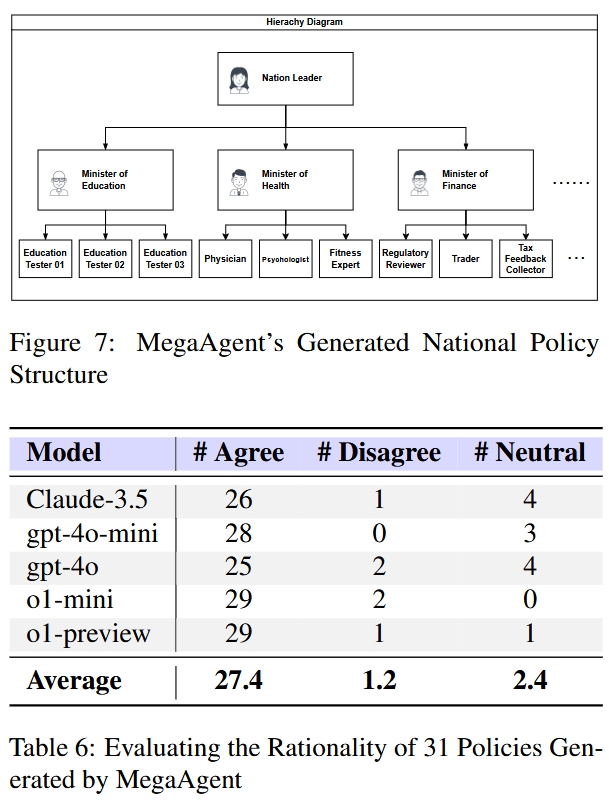 Hierachy Diagram
Nation Leader
Minister of
Education
Minister of
Health
Minister of
Finance
......
Education
Tester 01
Education
Tester 02
Education
Tester 03
Physician
Psychologist
Fitness
Expert
Regulatory
Reviewer
Trader
Tax
Feedback
Collector
...
Figure 7: MegaAgent's Generated National Policy
Structure
Model # Agree # Disagree # Neutral
Claude-3.5 26 1 4
gpt-4o-mini 28 0 3
gpt-4o 25 2 4
o1-mini 29 2 0
o1-preview 29 1 1
Average 27.4 1.2 2.4
Table 6: Evaluating the Rationality of 31 Policies Gen-
erated by MegaAgent